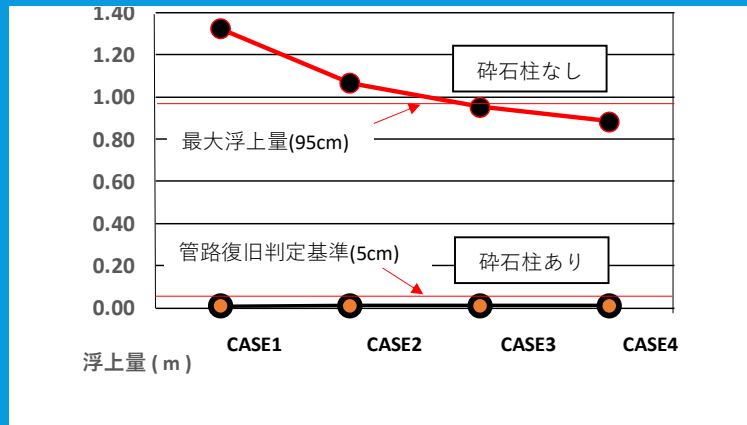 1.40
1.20
砕石柱なし
1.00
最大浮上量(95cm)
0.80
0.60
0.40
管路復旧判定基準(5cm)
砕石柱あり
0.20
0.00
CASE1 CASE2 CASE3 CASE4
浮上量 ( m )